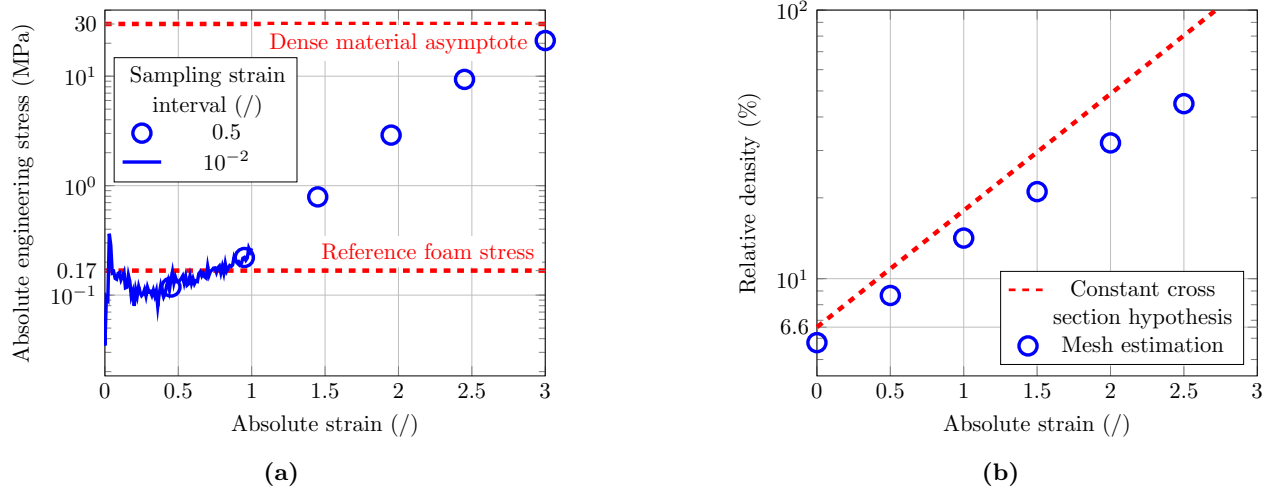 30
10^1
10^0
0.17
10^{-1}
Absolute engineering stress (MPa)
Dense material asymptote
Sampling strain
interval (/)
0.5
10^{-2}
Reference foam stress
0 0.5 1 1.5 2 2.5 3
Absolute strain (/)
(a)
10^2
10^1
6.6
Relative density (%)
Constant cross
section hypothesis
Mesh estimation
0 0.5 1 1.5 2 2.5 3
Absolute strain (/)
(b)